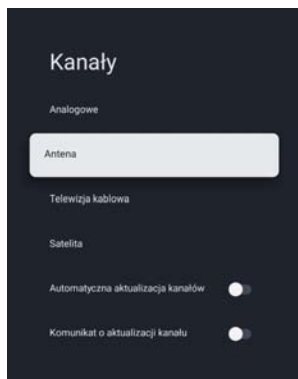 Kanały
Analogowe
Antena
Telewizja kablowa
Satelita
Automatyczna aktualizacja kanałów
Komunikat o aktualizacji kanału